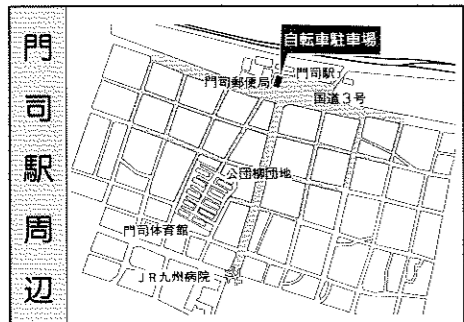 門司駅周辺
自転車駐車場
門司駅
門司郵便局
国道3号
公団柳団地
門司体育館
JR九州病院